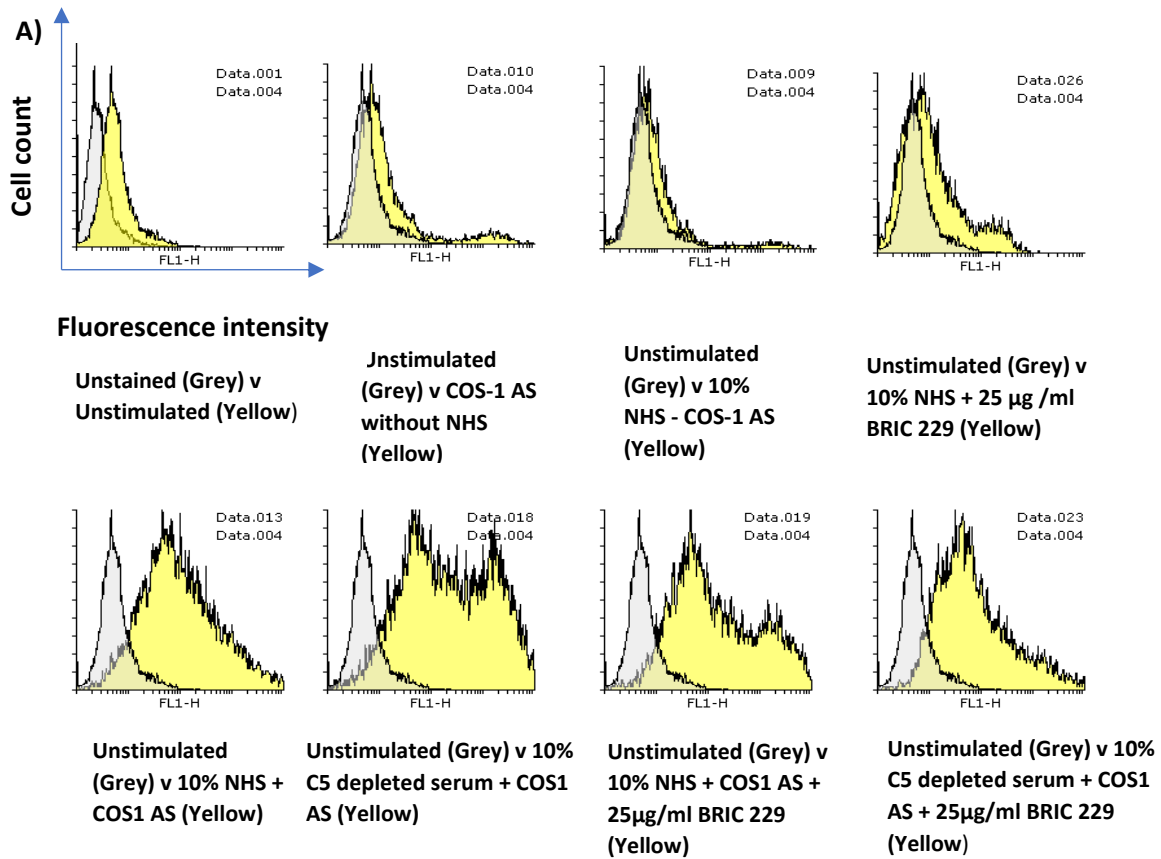 A)
Cell count
Data.001
Data.004
FL1-H
Data.010
Data.004
FL1-H
Data.009
Data.004
FL1-H
Data.026
Data.004
FL1-H
Fluorescence intensity
Unstained (Grey) v
Unstimulated (Yellow)
Jnstimulated
(Grey) v COS-1 AS
without NHS
(Yellow)
Unstimulated
(Grey) v 10%
NHS - COS-1 AS
(Yellow)
Unstimulated (Grey) v
10% NHS + 25 µg /ml
BRIC 229 (Yellow)
Data.013
Data.004
FL1-H
Data.018
Data.004
FL1-H
Data.019
Data.004
FL1-H
Data.023
Data.004
FL1-H
Unstimulated
(Grey) v 10% NHS +
COS1 AS (Yellow)
Unstimulated (Grey) v 10%
C5 depleted serum + COS1
AS (Yellow)
Unstimulated (Grey) v
10% NHS + COS1 AS +
25µg/ml BRIC 229
(Yellow)
Unstimulated (Grey) v 10%
C5 depleted serum + COS1
AS + 25µg/ml BRIC 229
(Yellow)